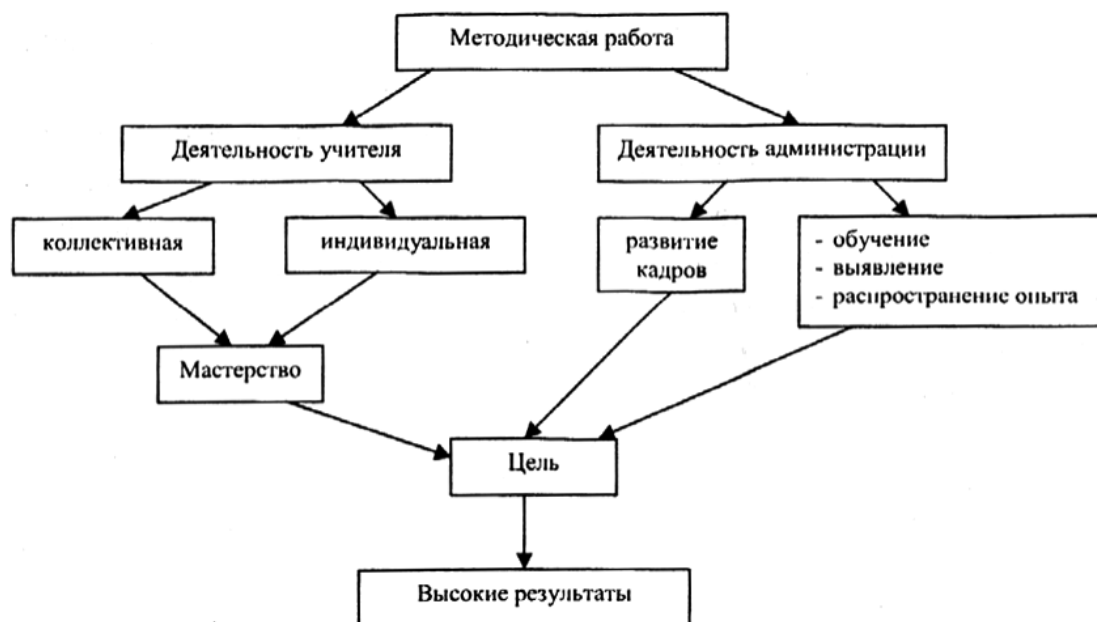 Методическая работа
Деятельность учителя
Деятельность администрации
коллективная
индивидуальная
развитие
кадров
- обучение
- выявление
- распространение опыта
Мастерство
Цель
Высокие результаты